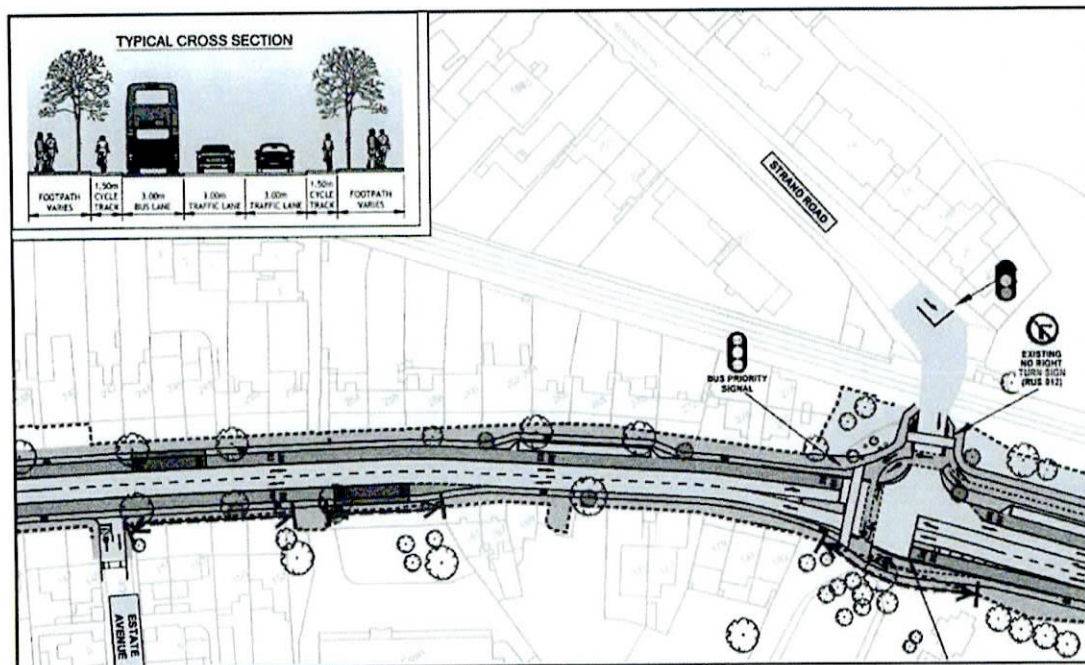 TYPICAL CROSS SECTION
FOOTPATH
VARIES
1.50m
CYCLE
TRACK
3.00m
BUS LANE
3.00m
TRAFFIC LANE
3.00m
TRAFFIC LANE
1.50m
CYCLE
TRACK
FOOTPATH
VARIES
STRAND ROAD
BUS PRIORITY
SIGNAL
EXISTING
NO RIGHT
TURN SIGN
(RUS 012)
ESTATE
AVENUE